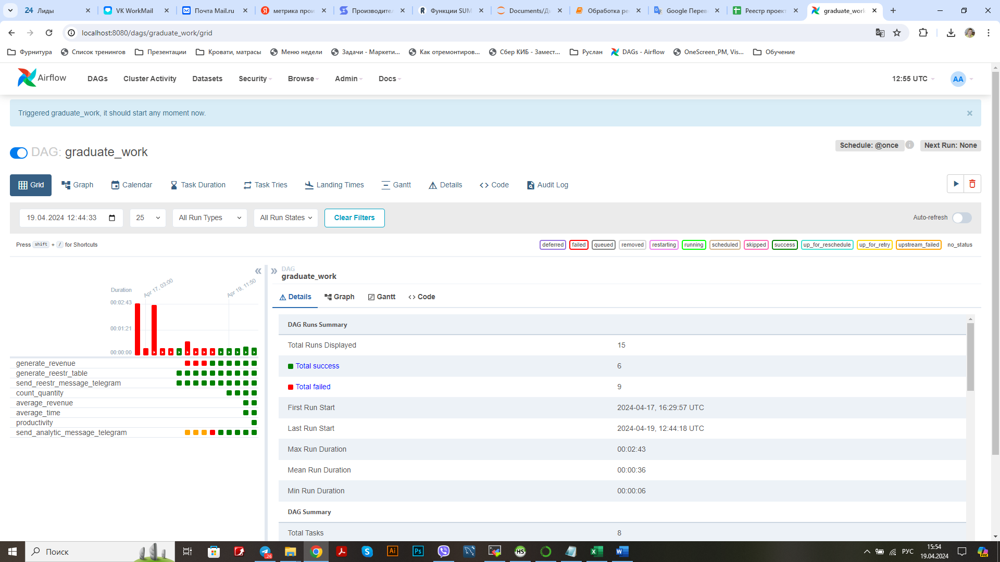 24 Лиды
VK WorkMail
Почта Mail.ru
метрика прои
Производител
Функции SUM
Documents/Ди
Обработка ре
Google Перев
Реестр проект
graduate_work
localhost:8080/dags/graduate_work/grid
Фурнитура
Список тренингов
Презентации
Кровати, матрасы
Меню недели
Задачи - Маркети...
Как отремонтиров...
Сбер КИБ - Замест...
Руслан
DAGs - Airflow
OneScreen_PM, Vis...
Обучение
Airflow
DAGs
Cluster Activity
Datasets
Security
Browse
Admin
Docs
12:55 UTC
AA
Triggered graduate_work, it should start any moment now.
×
DAG: graduate_work
Schedule: @once
Next Run: None
Grid
Graph
Calendar
Task Duration
Task Tries
Landing Times
Gantt
Details
Code
Audit Log
19.04.2024 12:44:33
25
All Run Types
All Run States
Clear Filters
Auto-refresh
Press shift + / for Shortcuts
deferred
failed
queued
removed
restarting
running
scheduled
skipped
success
up_for_reschedule
up_for_retry
upstream_failed
no_status
Duration
Apr 17, 03:00
Apr 19, 11:50
00:02:43
00:01:21
00:00:00
generate_revenue
generate_reestr_table
send_reestr_message_telegram
count_quantity
average_revenue
average_time
productivity
send_analytic_message_telegram
DAG
graduate_work
Details
Graph
Gantt
Code
DAG Runs Summary
Total Runs Displayed 15
Total success 6
Total failed 9
First Run Start 2024-04-17, 16:29:57 UTC
Last Run Start 2024-04-19, 12:44:18 UTC
Max Run Duration 00:02:43
Mean Run Duration 00:00:36
Min Run Duration 00:00:06
DAG Summary
Total Tasks 8
Поиск
26
Ai
Ps
HS
РУС
15:54
19.04.2024